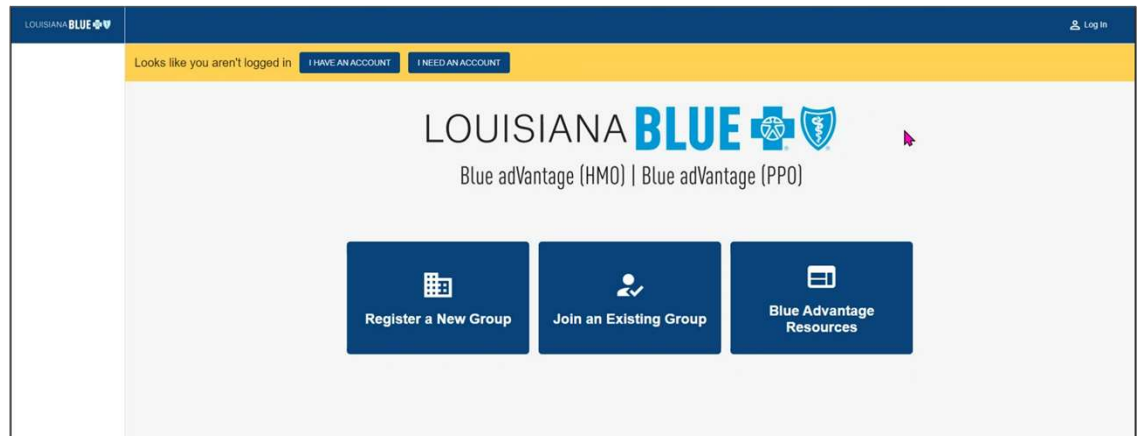 LOUISIANA BLUE
Log In
Looks like you aren't logged in
I HAVE AN ACCOUNT
I NEED AN ACCOUNT
LOUISIANA BLUE
Blue adVantage (HMO) | Blue adVantage (PPO)
Register a New Group
Join an Existing Group
Blue Advantage
Resources